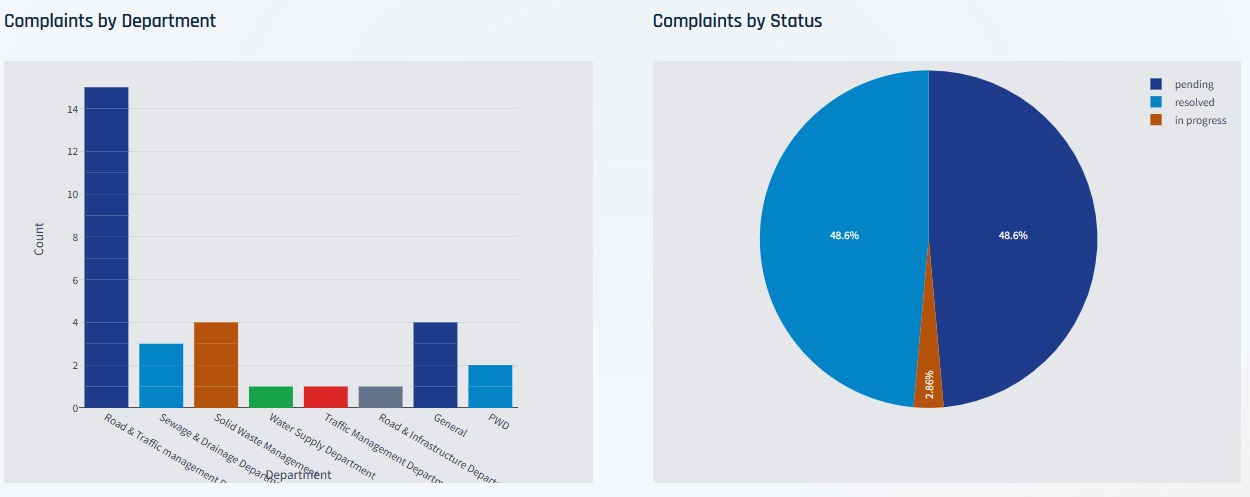 Complaints by Department
Complaints by Status
14
12
10
8
6
4
2
0
Count
Road & Traffic management
Sewage & Drainage
Solid Waste Management
Water Supply Department
Traffic Management
Road & Infrastructure
General
PWD
Department
48.6%
48.6%
2.86%
pending
resolved
in progress